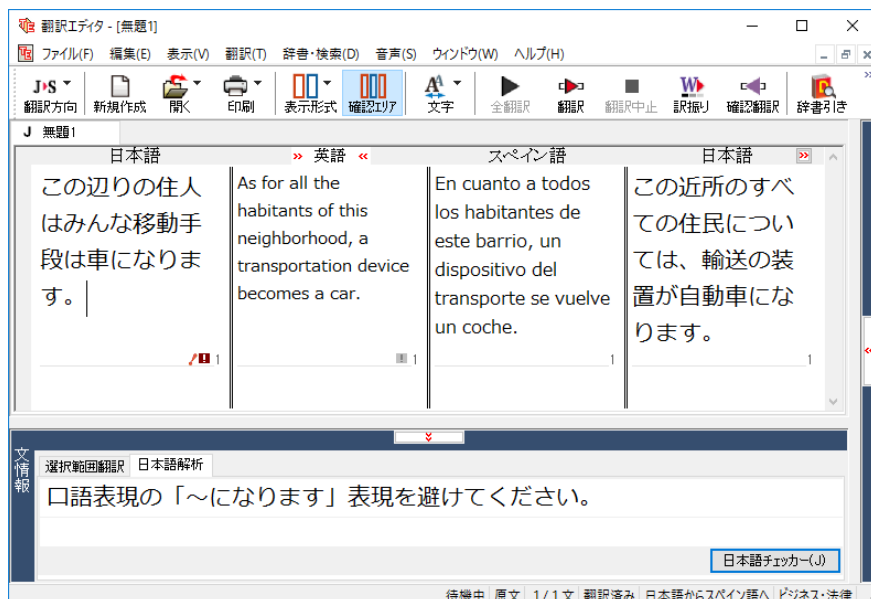 翻訳エディタ - [無題1]
ファイル(F) 編集(E) 表示(V) 翻訳(T) 辞書・検索(D) 音声(S) ウィンドウ(W) ヘルプ(H)
J▸S
翻訳方向 新規作成 開く 印刷 表示形式 確認エリア 文字 全翻訳 翻訳 翻訳中止 訳振り 確認翻訳 辞書引き
J 無題1
日本語 » 英語 « スペイン語 日本語 »
この辺りの住人
はみんな移動手
段は車になりま
す。
1
As for all the
habitants of this
neighborhood, a
transportation device
becomes a car.
1
En cuanto a todos
los habitantes de
este barrio, un
dispositivo del
transporte se vuelve
un coche.
1
この近所のすべ
ての住民につい
ては、輸送の装
置が自動車にな
ります。
1
文情報
選択範囲翻訳 日本語解析
口語表現の「～になります」表現を避けてください。
日本語チェッカー(J)
待機中 原文 1/1文 翻訳済み 日本語からスペイン語へ ビジネス・法律